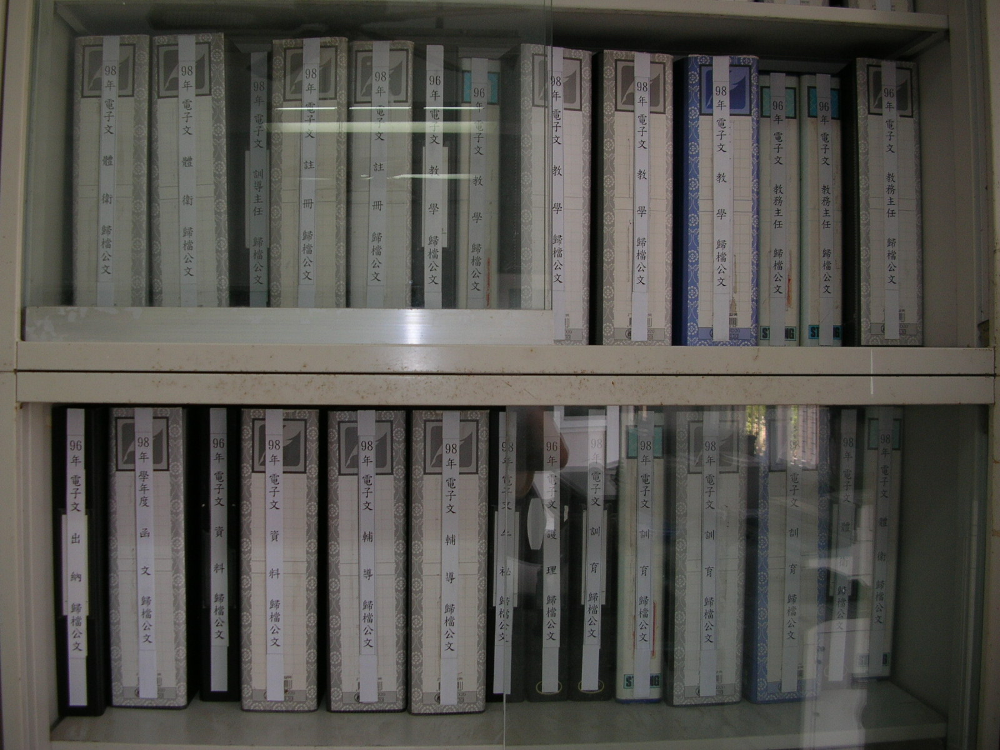 98年 電子文 體衛 歸檔公文
98年 電子文 體衛 歸檔公文
98年 電子文 訓導主任 歸檔公文
98年 電子文 註冊 歸檔公文
98年 電子文 註冊 歸檔公文
96年 電子文 教學 歸檔公文
96年 電子文 教學 歸檔公文
98年 電子文 教學 歸檔公文
98年 電子文 教學 歸檔公文
98年 電子文 教學 歸檔公文
96年 電子文 教務主任 歸檔公文
96年 電子文 教務主任 歸檔公文
96年 電子文 教務主任 歸檔公文
96年 電子文 出納 歸檔公文
98年 學年度 函文 歸檔公文
96年 電子文 資料 歸檔公文
98年 電子文 資料 歸檔公文
98年 電子文 輔導 歸檔公文
98年 電子文 輔導 歸檔公文
98年 電子文 歸檔公文
96年 電子文 護理 歸檔公文
98年 電子文 訓育 歸檔公文
98年 電子文 訓育 歸檔公文
98年 電子文 訓育 歸檔公文
電子文 訓育 歸檔公文
98年 電子文 體衛 歸檔公文
98年 電子文 體衛 歸檔公文